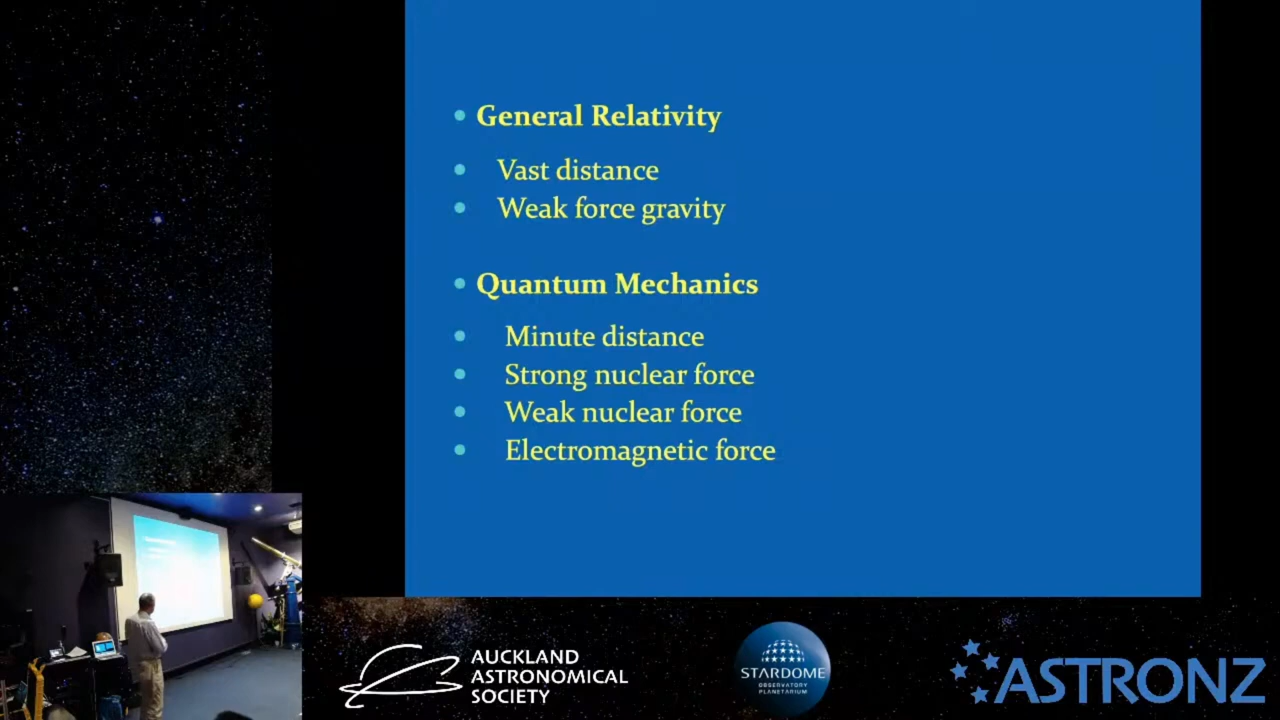 General Relativity
Vast distance
Weak force gravity
Quantum Mechanics
Minute distance
Strong nuclear force
Weak nuclear force
Electromagnetic force
AUCKLAND
ASTRONOMICAL
SOCIETY
STARDOME
OBSERVATORY
PLANETARIUM
ASTRONZ